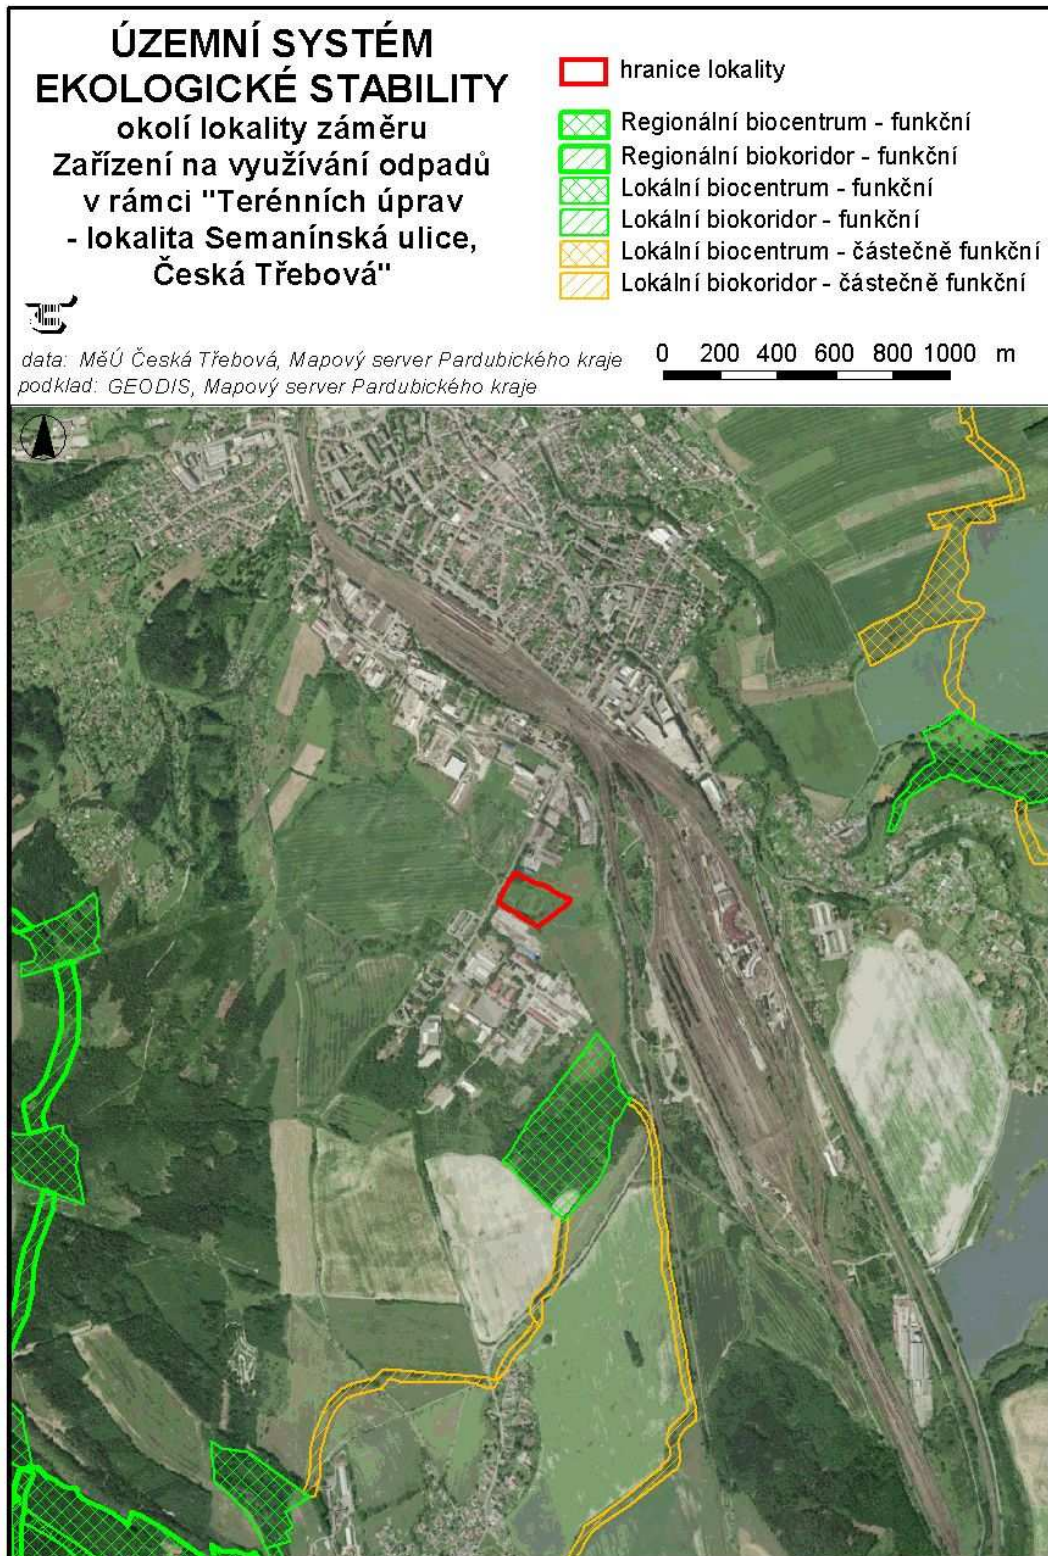 ÚZEMNÍ SYSTÉM
EKOLOGICKÉ STABILITY
okolí lokality záměru
Zařízení na využívání odpadů
v rámci "Terénních úprav
- lokalita Semanínská ulice,
Česká Třebová"
data: MěÚ Česká Třebová, Mapový server Pardubického kraje
podklad: GEODIS, Mapový server Pardubického kraje
hranice lokality
Regionální biocentrum - funkční
Regionální biokoridor - funkční
Lokální biocentrum - funkční
Lokální biokoridor - funkční
Lokální biocentrum - částečně funkční
Lokální biokoridor - částečně funkční
0 200 400 600 800 1000 m